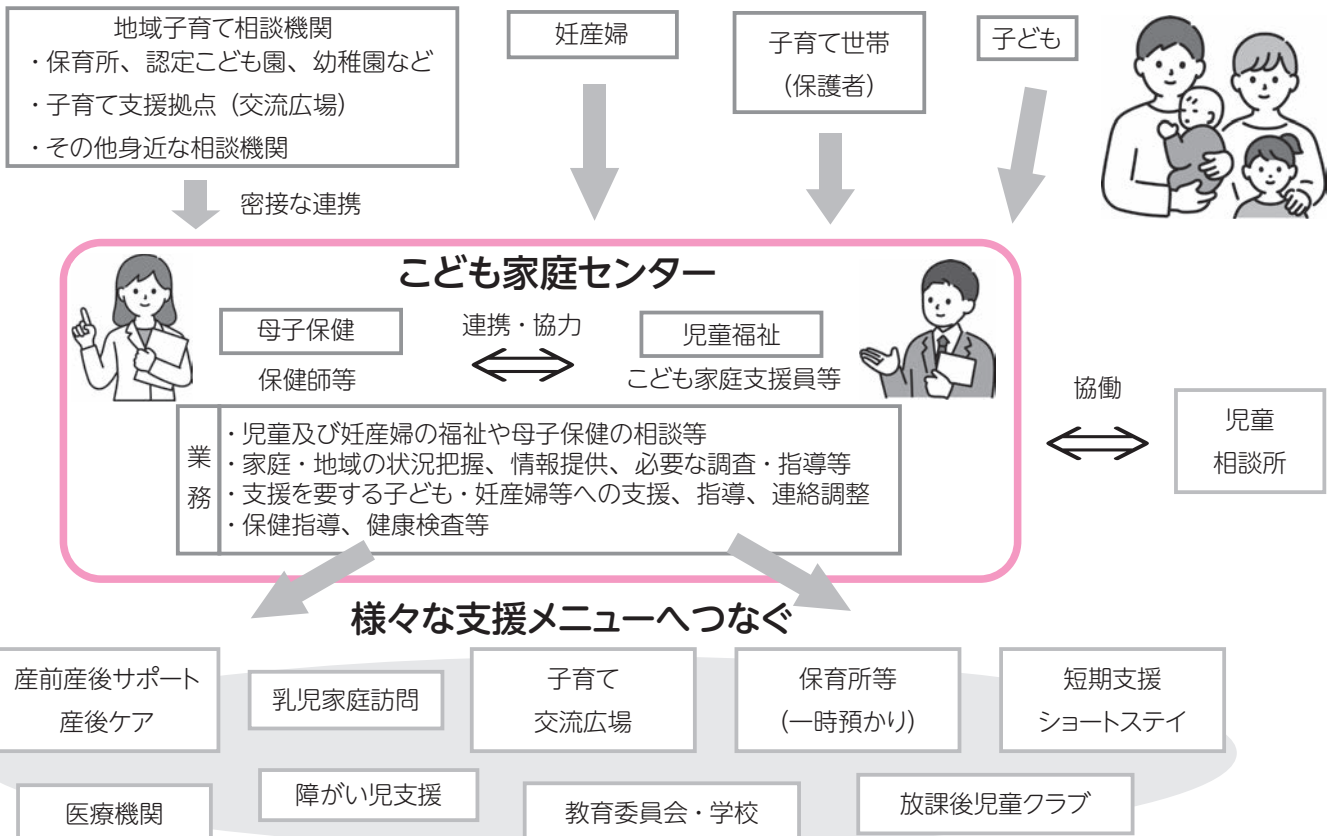 地域子育て相談機関
・保育所、認定こども園、幼稚園など
・子育て支援拠点（交流広場）
・その他身近な相談機関
妊産婦
子育て世帯
（保護者）
子ども
密接な連携
こども家庭センター
母子保健
保健師等
連携・協力
児童福祉
こども家庭支援員等
業務
・児童及び妊産婦の福祉や母子保健の相談等
・家庭・地域の状況把握、情報提供、必要な調査・指導等
・支援を要する子ども・妊産婦等への支援、指導、連絡調整
・保健指導、健康検査等
協働
児童
相談所
様々な支援メニューへつなぐ
産前産後サポート
産後ケア
乳児家庭訪問
子育て
交流広場
保育所等
（一時預かり）
短期支援
ショートステイ
医療機関
障がい児支援
教育委員会・学校
放課後児童クラブ